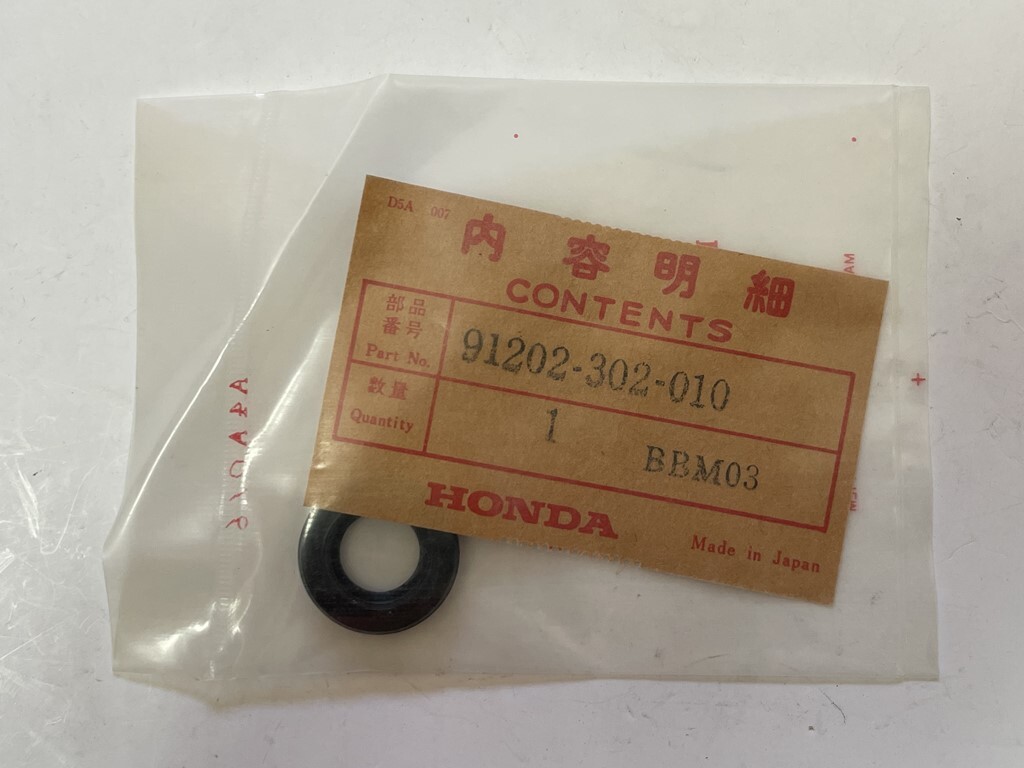 D5A 007
内容明細
CONTENTS
部品
番号
Part No.
91202-302-010
数量
Quantity
1
BBM03
HONDA
Made in Japan